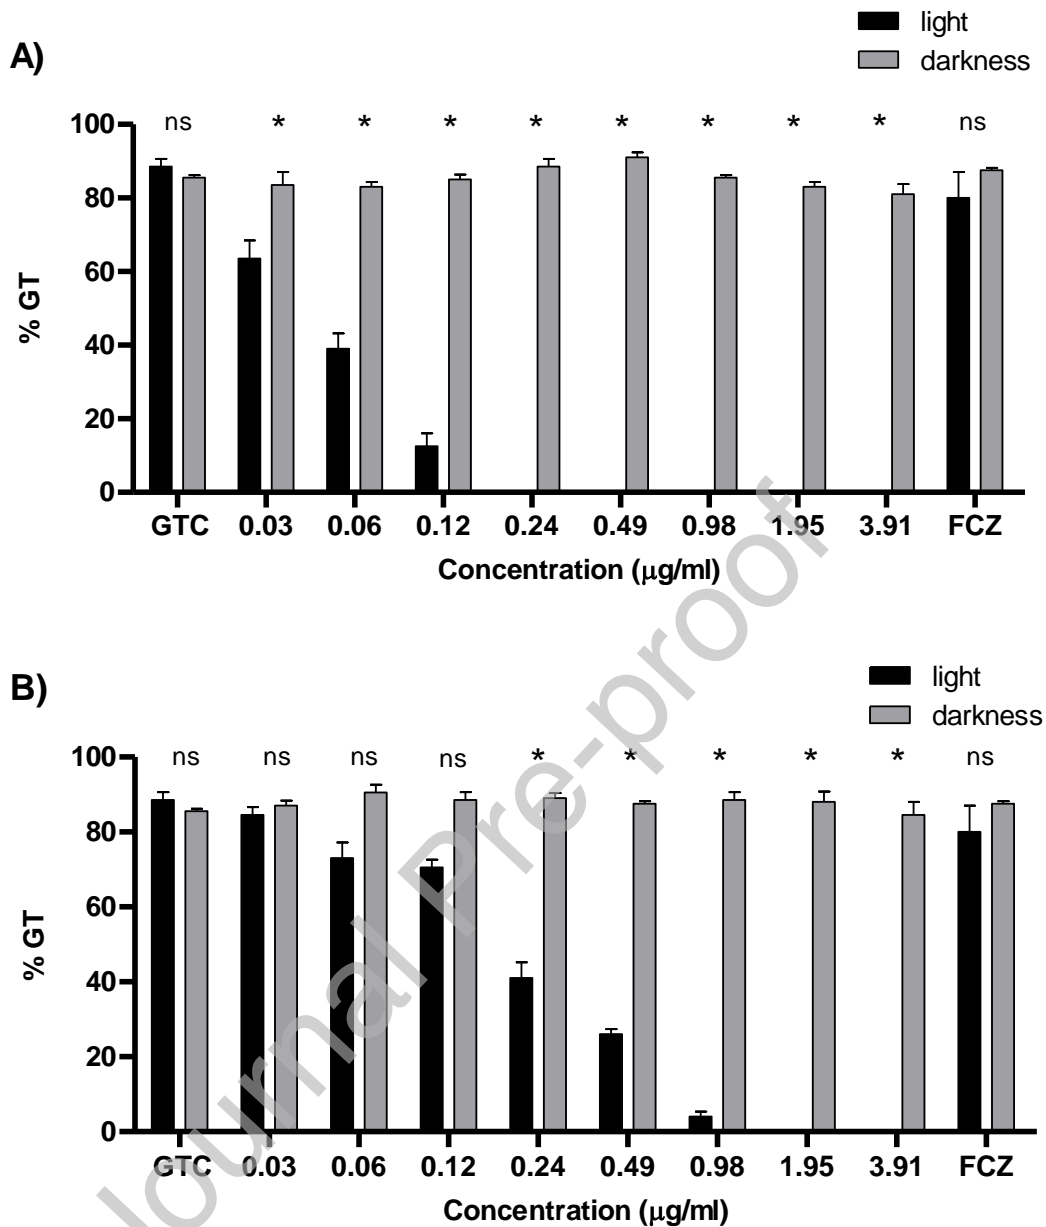 light
darkness
A)
ns * * * * * * * * ns
100
80
60
40
20
0
% GT
GTC 0.03 0.06 0.12 0.24 0.49 0.98 1.95 3.91 FCZ
Concentration (μg/ml)
light
darkness
B)
ns ns ns ns * * * * * ns
100
80
60
40
20
0
% GT
GTC 0.03 0.06 0.12 0.24 0.49 0.98 1.95 3.91 FCZ
Concentration (μg/ml)
Journal Pre-proof